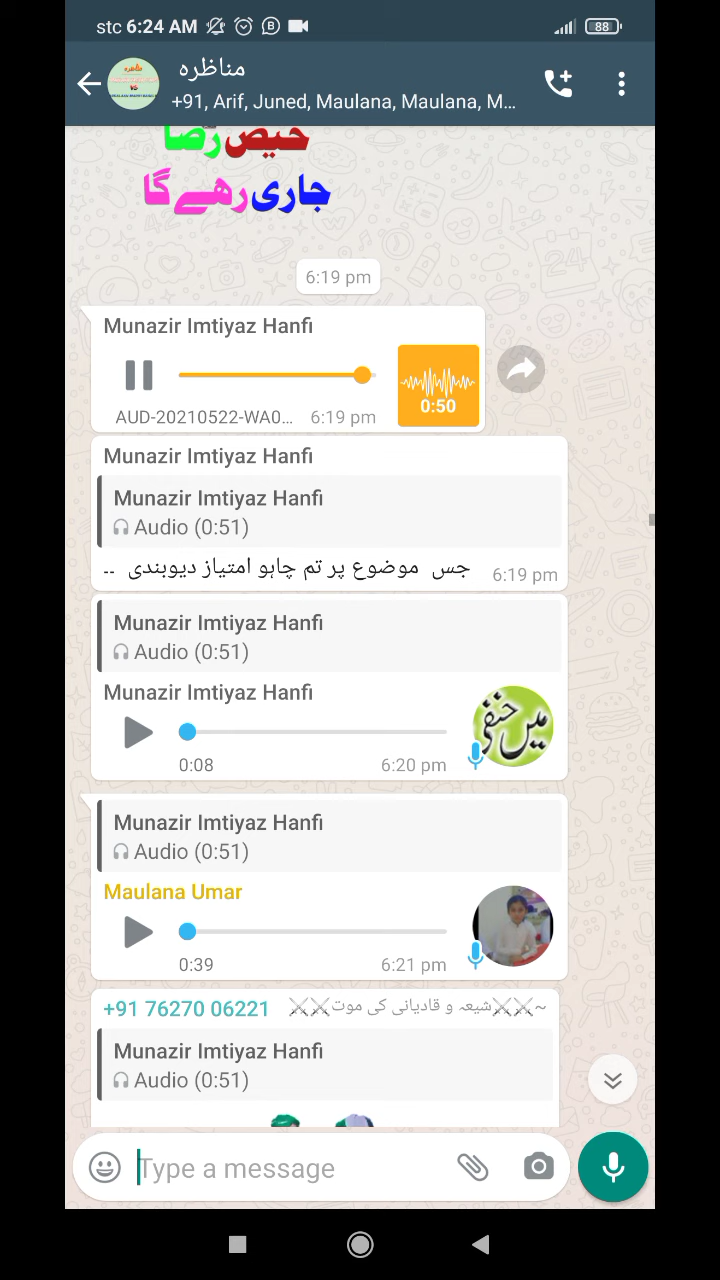 stc 6:24 AM
88
مناظرہ
+91, Arif, Juned, Maulana, Maulana, M...
حیض رضا
جاری رھے گا
6:19 pm
Munazir Imtiyaz Hanfi
0:50
AUD-20210522-WA0... 6:19 pm
Munazir Imtiyaz Hanfi
Munazir Imtiyaz Hanfi
Audio (0:51)
جس موضوع پر تم چاہو امتیاز دیوبندی ۔۔
6:19 pm
Munazir Imtiyaz Hanfi
Audio (0:51)
Munazir Imtiyaz Hanfi
میں حنفی
0:08 6:20 pm
Munazir Imtiyaz Hanfi
Audio (0:51)
Maulana Umar
0:39 6:21 pm
+91 76270 06221 ~⚔⚔شیعہ و قادیانی کی موت⚔⚔
Munazir Imtiyaz Hanfi
Audio (0:51)
Type a message